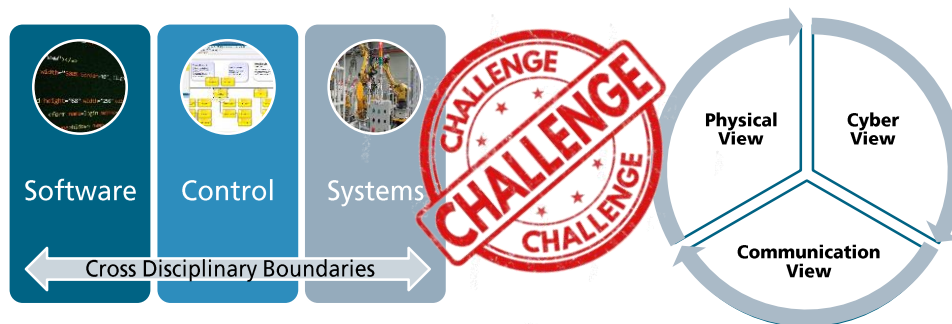 Software
Control
Systems
Cross Disciplinary Boundaries
CHALLENGE
CHALLENGE
CHALLENGE
Physical
View
Cyber
View
Communication
View